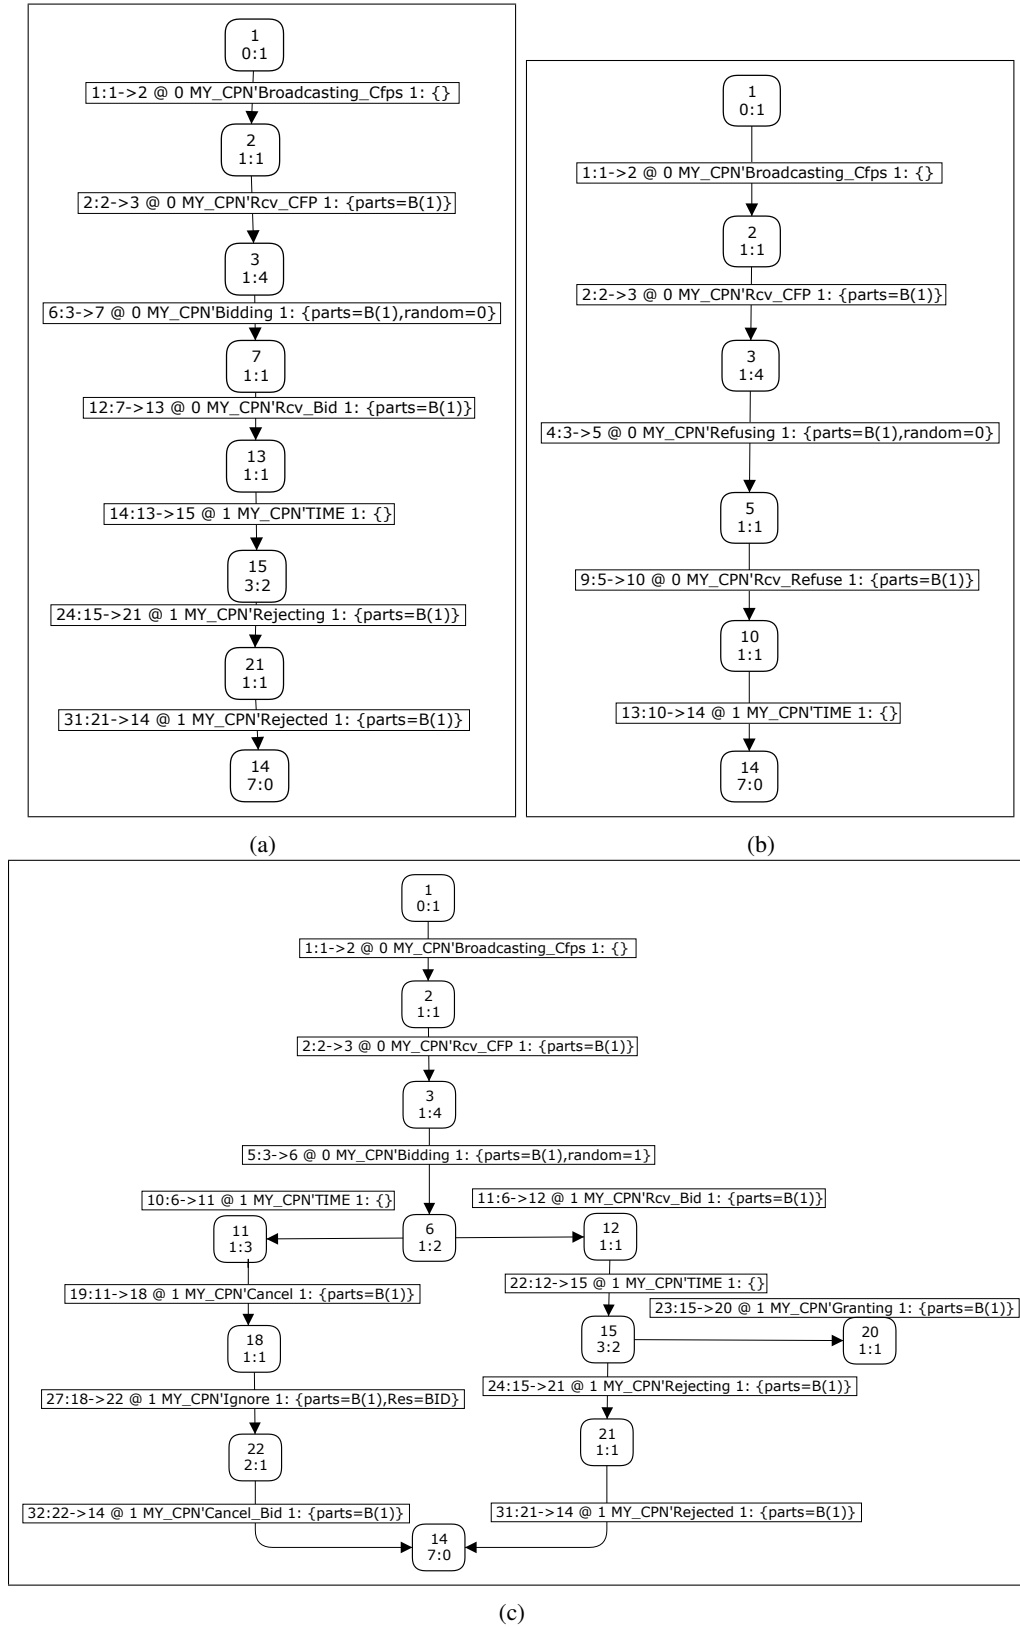 1
0:1
1:1->2 @ 0 MY_CPN'Broadcasting_Cfps 1: {}
2
1:1
2:2->3 @ 0 MY_CPN'Rcv_CFP 1: {parts=B(1)}
3
1:4
6:3->7 @ 0 MY_CPN'Bidding 1: {parts=B(1),random=0}
7
1:1
12:7->13 @ 0 MY_CPN'Rcv_Bid 1: {parts=B(1)}
13
1:1
14:13->15 @ 1 MY_CPN'TIME 1: {}
15
3:2
24:15->21 @ 1 MY_CPN'Rejecting 1: {parts=B(1)}
21
1:1
31:21->14 @ 1 MY_CPN'Rejected 1: {parts=B(1)}
14
7:0
(a)
1
0:1
1:1->2 @ 0 MY_CPN'Broadcasting_Cfps 1: {}
2
1:1
2:2->3 @ 0 MY_CPN'Rcv_CFP 1: {parts=B(1)}
3
1:4
4:3->5 @ 0 MY_CPN'Refusing 1: {parts=B(1),random=0}
5
1:1
9:5->10 @ 0 MY_CPN'Rcv_Refuse 1: {parts=B(1)}
10
1:1
13:10->14 @ 1 MY_CPN'TIME 1: {}
14
7:0
(b)
1
0:1
1:1->2 @ 0 MY_CPN'Broadcasting_Cfps 1: {}
2
1:1
2:2->3 @ 0 MY_CPN'Rcv_CFP 1: {parts=B(1)}
3
1:4
5:3->6 @ 0 MY_CPN'Bidding 1: {parts=B(1),random=1}
10:6->11 @ 1 MY_CPN'TIME 1: {}
11:6->12 @ 1 MY_CPN'Rcv_Bid 1: {parts=B(1)}
11
1:3
6
1:2
12
1:1
19:11->18 @ 1 MY_CPN'Cancel 1: {parts=B(1)}
22:12->15 @ 1 MY_CPN'TIME 1: {}
23:15->20 @ 1 MY_CPN'Granting 1: {parts=B(1)}
18
1:1
15
3:2
20
1:1
27:18->22 @ 1 MY_CPN'Ignore 1: {parts=B(1),Res=BID}
24:15->21 @ 1 MY_CPN'Rejecting 1: {parts=B(1)}
22
2:1
21
1:1
32:22->14 @ 1 MY_CPN'Cancel_Bid 1: {parts=B(1)}
31:21->14 @ 1 MY_CPN'Rejected 1: {parts=B(1)}
14
7:0
(c)